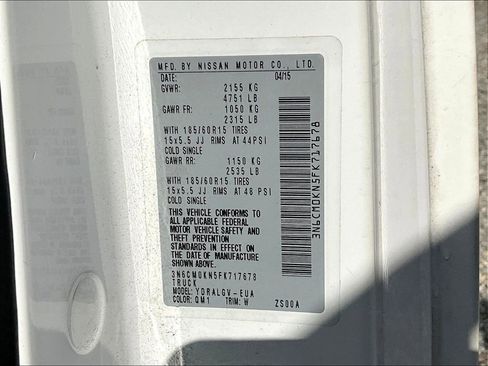 MFD. BY NISSAN MOTOR CO., LTD.
DATE: 04/15
GVWR: 2155 KG
4751 LB
GAWR FR: 1050 KG
2315 LB
WITH 185/60R15 TIRES
15x5.5 JJ RIMS AT 44PSI
COLD SINGLE
GAWR RR: 1150 KG
2535 LB
WITH 185/60R15 TIRES
15x5.5 JJ RIMS AT 48 PSI
COLD SINGLE
THIS VEHICLE CONFORMS TO
ALL APPLICABLE FEDERAL
MOTOR VEHICLE SAFETY AND
THEFT PREVENTION
STANDARDS IN EFFECT ON
THE DATE OF MANUFACTURE
SHOWN ABOVE.
3N6CM0KN5FK717678
TRUCK
MODEL: YDRALGV-EUA
COLOR: QM1 TRIM: W ZS00A
3N6CM0KN5FK717678